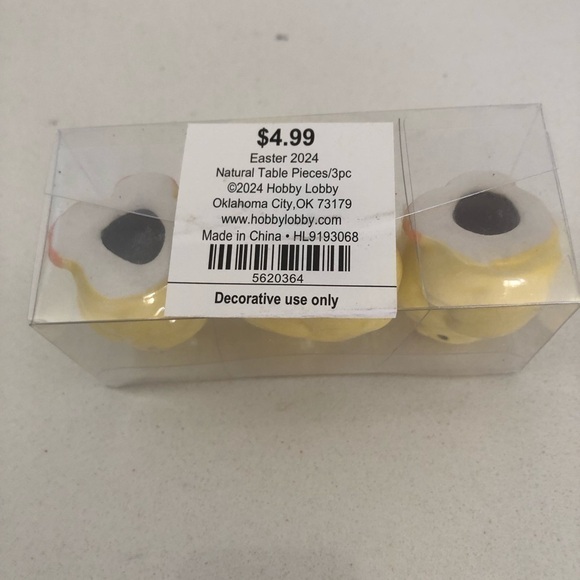 $4.99
Easter 2024
Natural Table Pieces/3pc
©2024 Hobby Lobby
Oklahoma City,OK 73179
www.hobbylobby.com
Made in China • HL9193068
5620364
Decorative use only